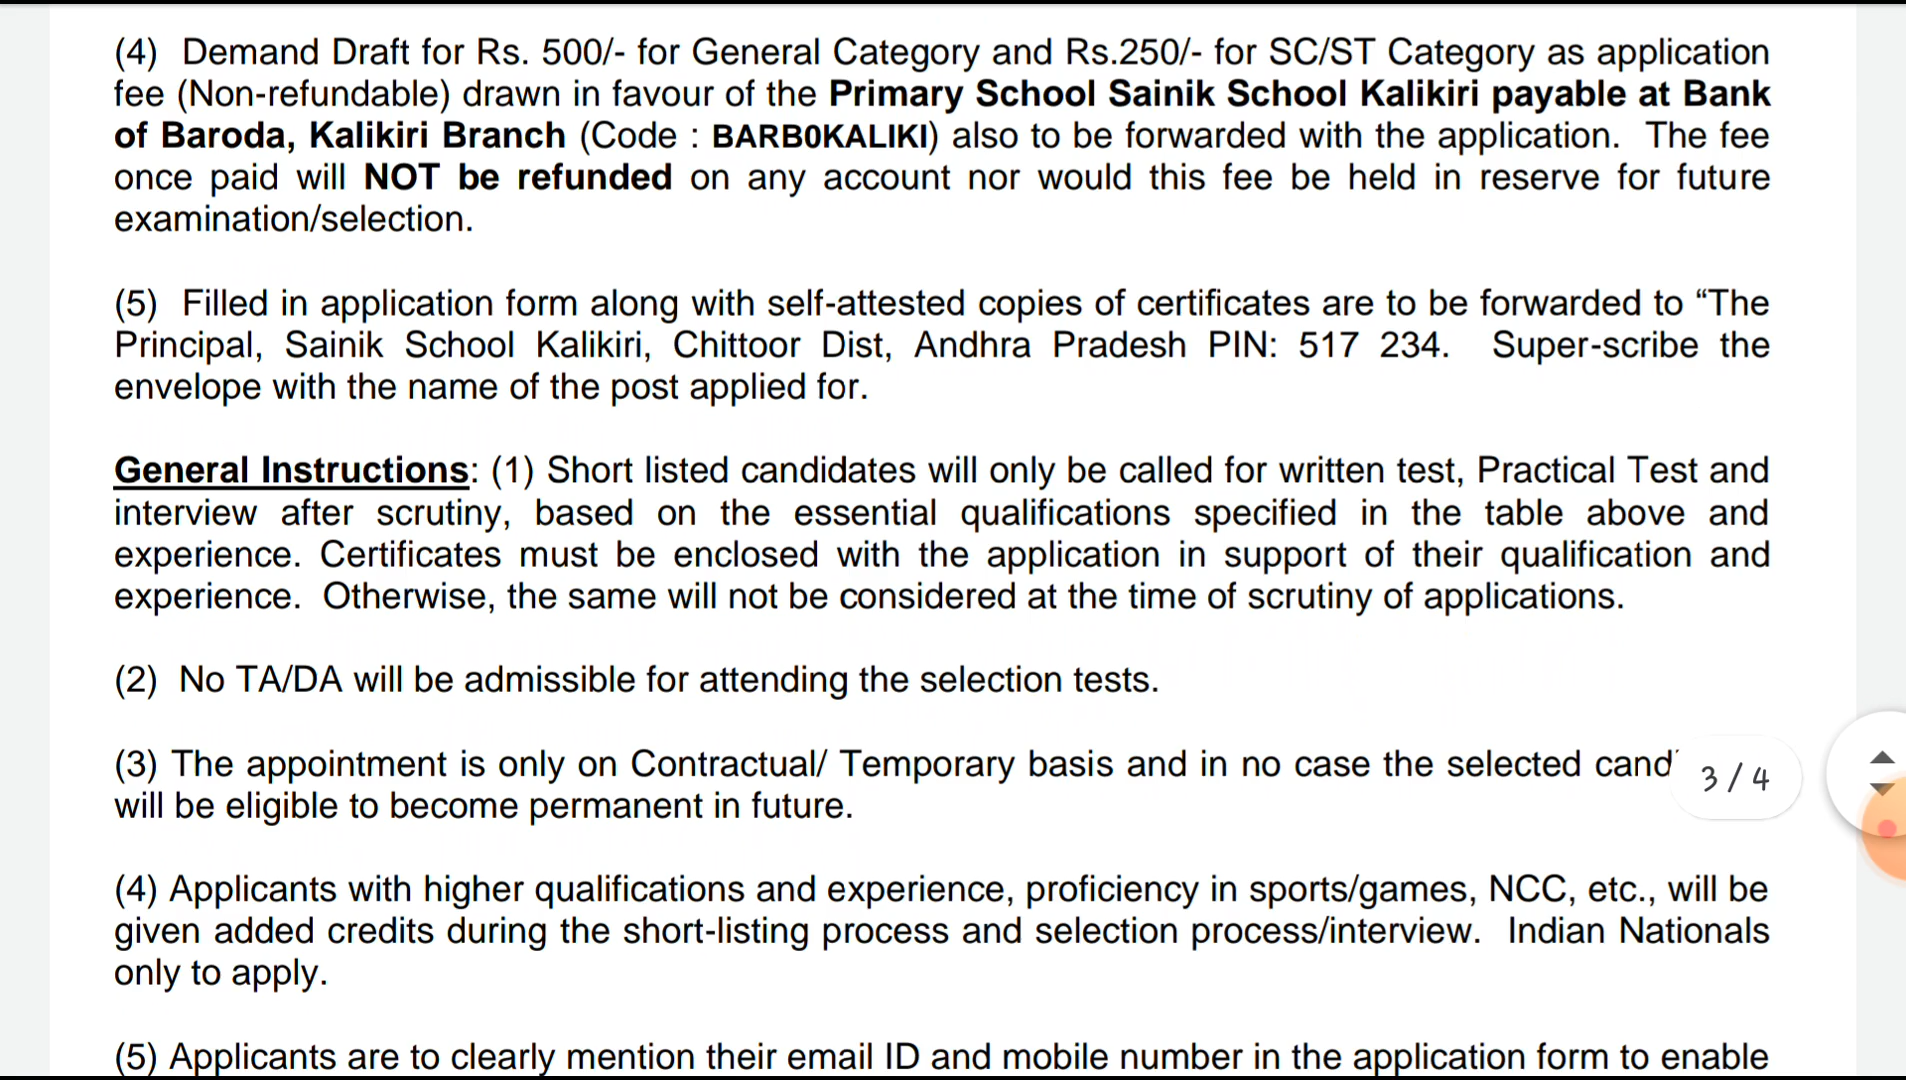 (4) Demand Draft for Rs. 500/- for General Category and Rs.250/- for SC/ST Category as application
fee (Non-refundable) drawn in favour of the Primary School Sainik School Kalikiri payable at Bank
of Baroda, Kalikiri Branch (Code : BARB0KALIKI) also to be forwarded with the application. The fee
once paid will NOT be refunded on any account nor would this fee be held in reserve for future
examination/selection.
(5) Filled in application form along with self-attested copies of certificates are to be forwarded to “The
Principal, Sainik School Kalikiri, Chittoor Dist, Andhra Pradesh PIN: 517 234. Super-scribe the
envelope with the name of the post applied for.
General Instructions: (1) Short listed candidates will only be called for written test, Practical Test and
interview after scrutiny, based on the essential qualifications specified in the table above and
experience. Certificates must be enclosed with the application in support of their qualification and
experience. Otherwise, the same will not be considered at the time of scrutiny of applications.
(2) No TA/DA will be admissible for attending the selection tests.
(3) The appointment is only on Contractual/ Temporary basis and in no case the selected cand
3 / 4
will be eligible to become permanent in future.
(4) Applicants with higher qualifications and experience, proficiency in sports/games, NCC, etc., will be
given added credits during the short-listing process and selection process/interview. Indian Nationals
only to apply.
(5) Applicants are to clearly mention their email ID and mobile number in the application form to enable